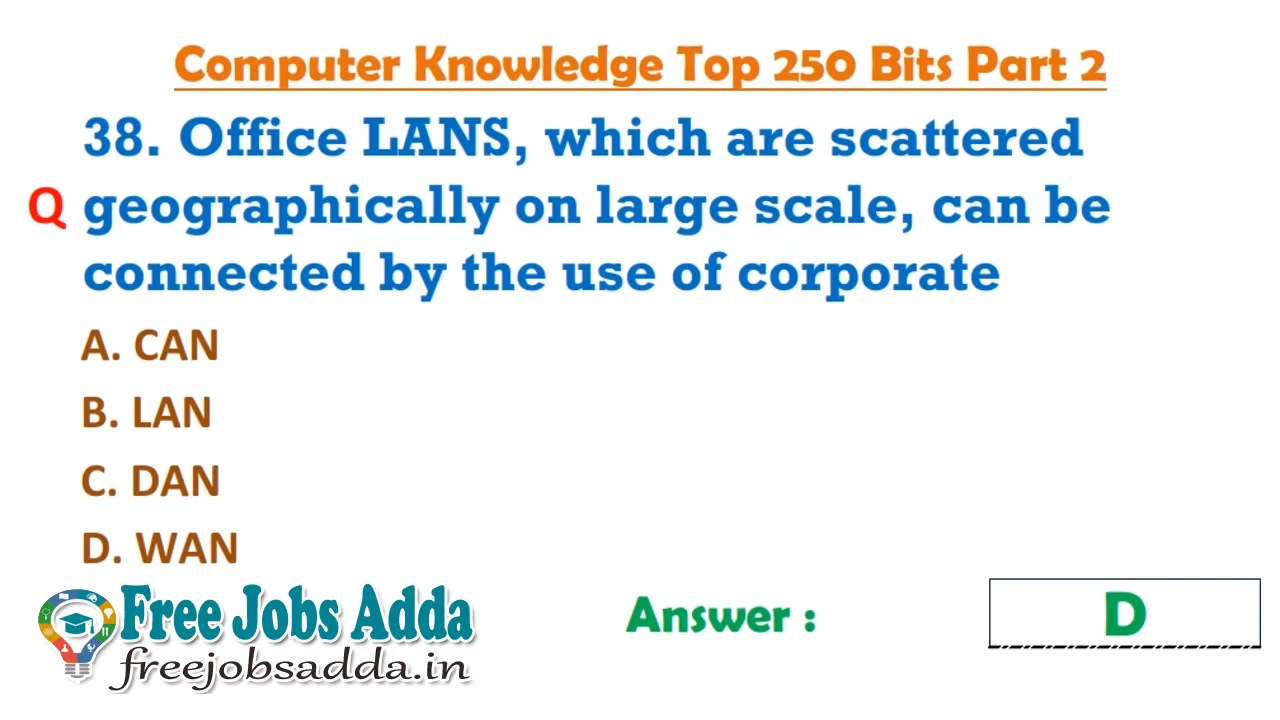 Computer Knowledge Top 250 Bits Part 2
38. Office LANS, which are scattered
Q geographically on large scale, can be
connected by the use of corporate
A. CAN
B. LAN
C. DAN
D. WAN
Free Jobs Adda
freejobsadda.in
Answer : D